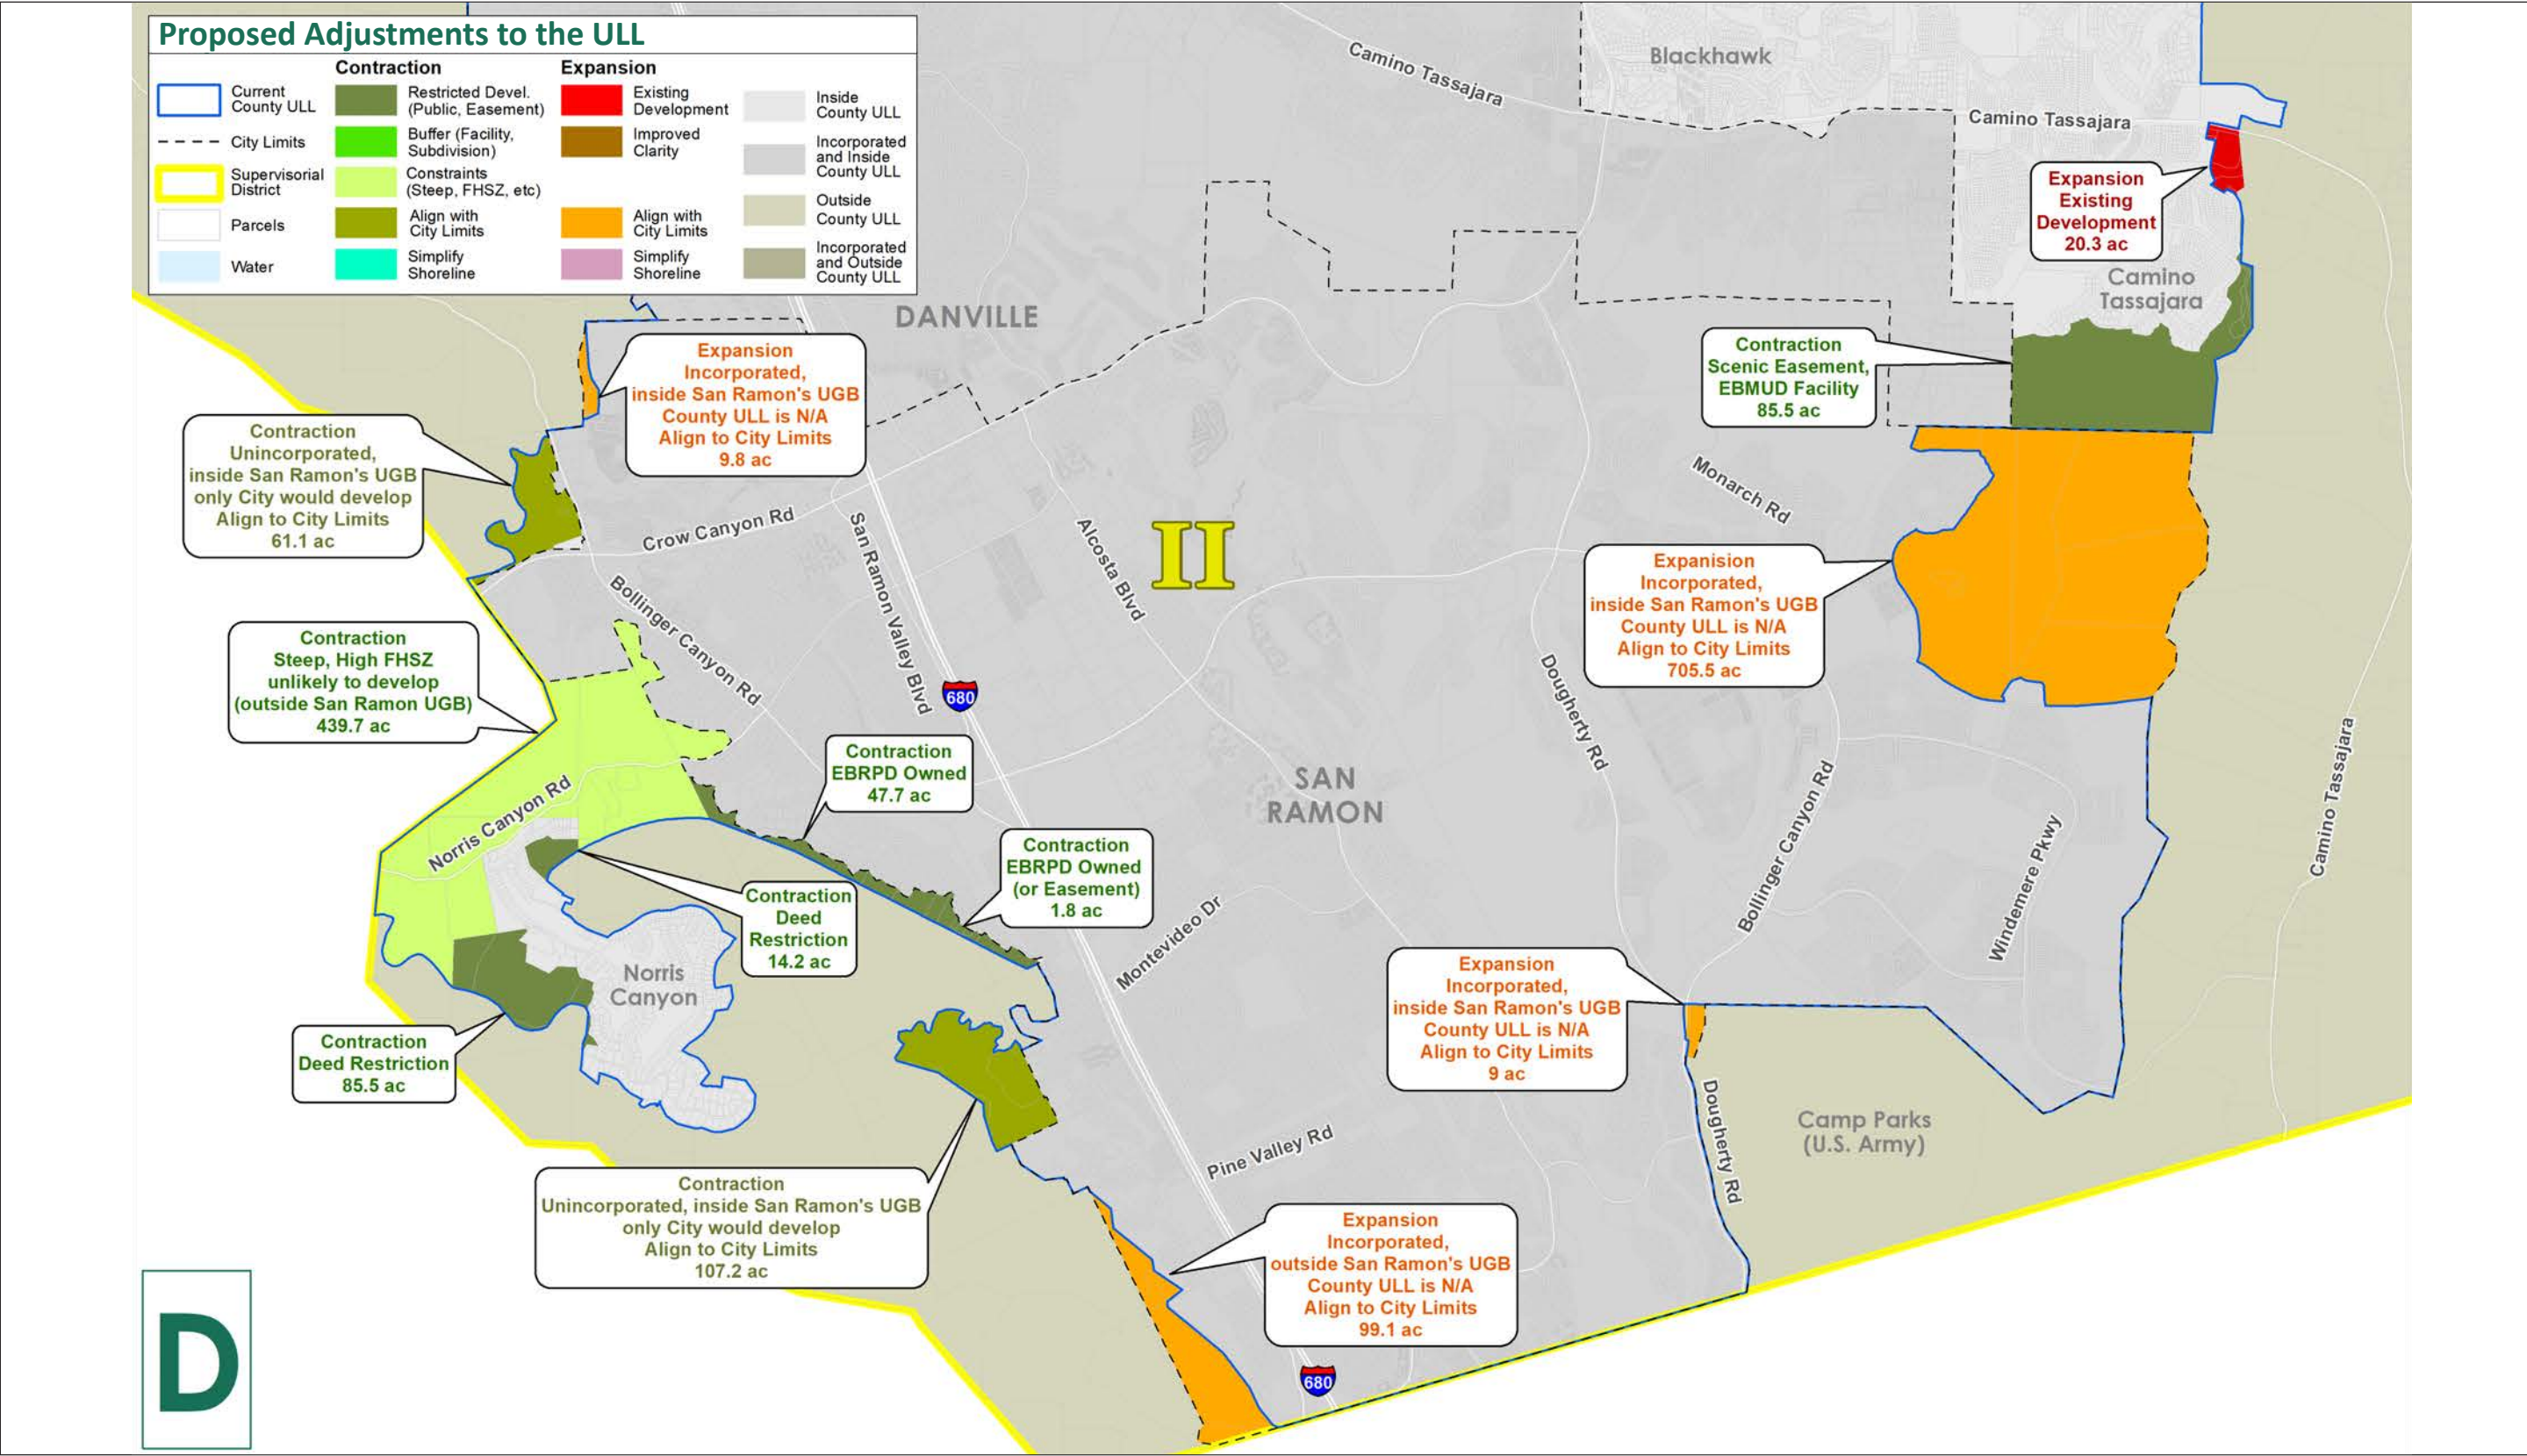 Proposed Adjustments to the ULL
Contraction
Expansion
Current
County ULL
City Limits
Supervisorial
District
Parcels
Water
Restricted Devel.
(Public, Easement)
Buffer (Facility,
Subdivision)
Constraints
(Steep, FHSZ, etc)
Align with
City Limits
Simplify
Shoreline
Existing
Development
Improved
Clarity
Align with
City Limits
Simplify
Shoreline
Inside
County ULL
Incorporated
and Inside
County ULL
Outside
County ULL
Incorporated
and Outside
County ULL
Camino Tassajara
Blackhawk
Camino Tassajara
Expansion
Existing
Development
20.3 ac
Camino
Tassajara
DANVILLE
Expansion
Incorporated,
inside San Ramon's UGB
County ULL is N/A
Align to City Limits
9.8 ac
Contraction
Scenic Easement,
EBMUD Facility
85.5 ac
Contraction
Unincorporated,
inside San Ramon's UGB
only City would develop
Align to City Limits
61.1 ac
Crow Canyon Rd
San Ramon Valley Blvd
Alcosta Blvd
II
Monarch Rd
Bollinger Canyon Rd
Expanision
Incorporated,
inside San Ramon's UGB
County ULL is N/A
Align to City Limits
705.5 ac
Contraction
Steep, High FHSZ
unlikely to develop
(outside San Ramon UGB)
439.7 ac
680
Dougherty Rd
Contraction
EBRPD Owned
47.7 ac
SAN
RAMON
Norris Canyon Rd
Contraction
EBRPD Owned
(or Easement)
1.8 ac
Bollinger Canyon Rd
Windemere Pkwy
Camino Tassajara
Contraction
Deed
Restriction
14.2 ac
Montevideo Dr
Norris
Canyon
Expansion
Incorporated,
inside San Ramon's UGB
County ULL is N/A
Align to City Limits
9 ac
Contraction
Deed Restriction
85.5 ac
Dougherty Rd
Camp Parks
(U.S. Army)
Pine Valley Rd
Contraction
Unincorporated, inside San Ramon's UGB
only City would develop
Align to City Limits
107.2 ac
Expansion
Incorporated,
outside San Ramon's UGB
County ULL is N/A
Align to City Limits
99.1 ac
680
D